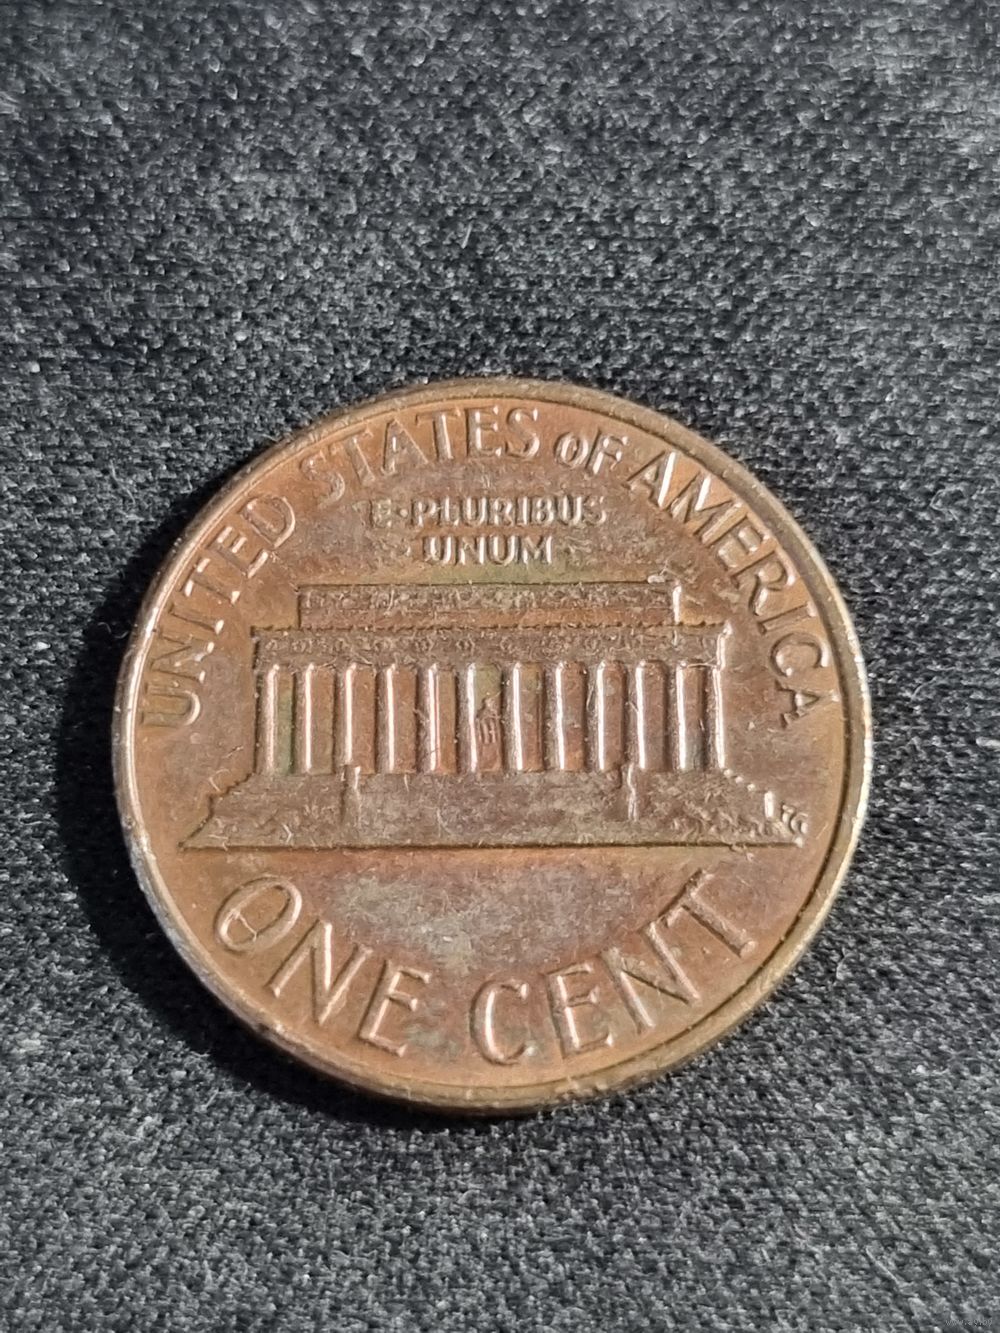 UNITED STATES OF AMERICA
E·PLURIBUS
UNUM
ONE CENT